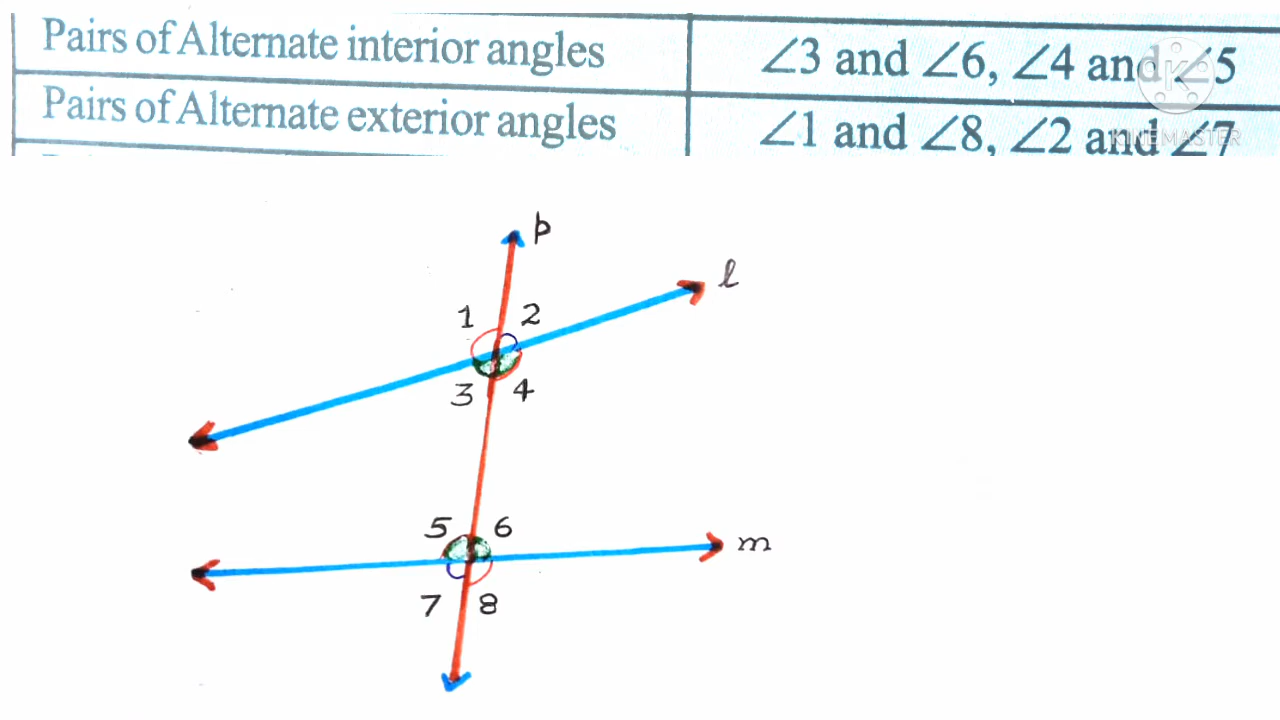 Pairs of Alternate interior angles ∠3 and ∠6, ∠4 and ∠5
Pairs of Alternate exterior angles ∠1 and ∠8, ∠2 and ∠7
K
KINEMASTER
p
l
1 2
3 4
5 6
m
7 8